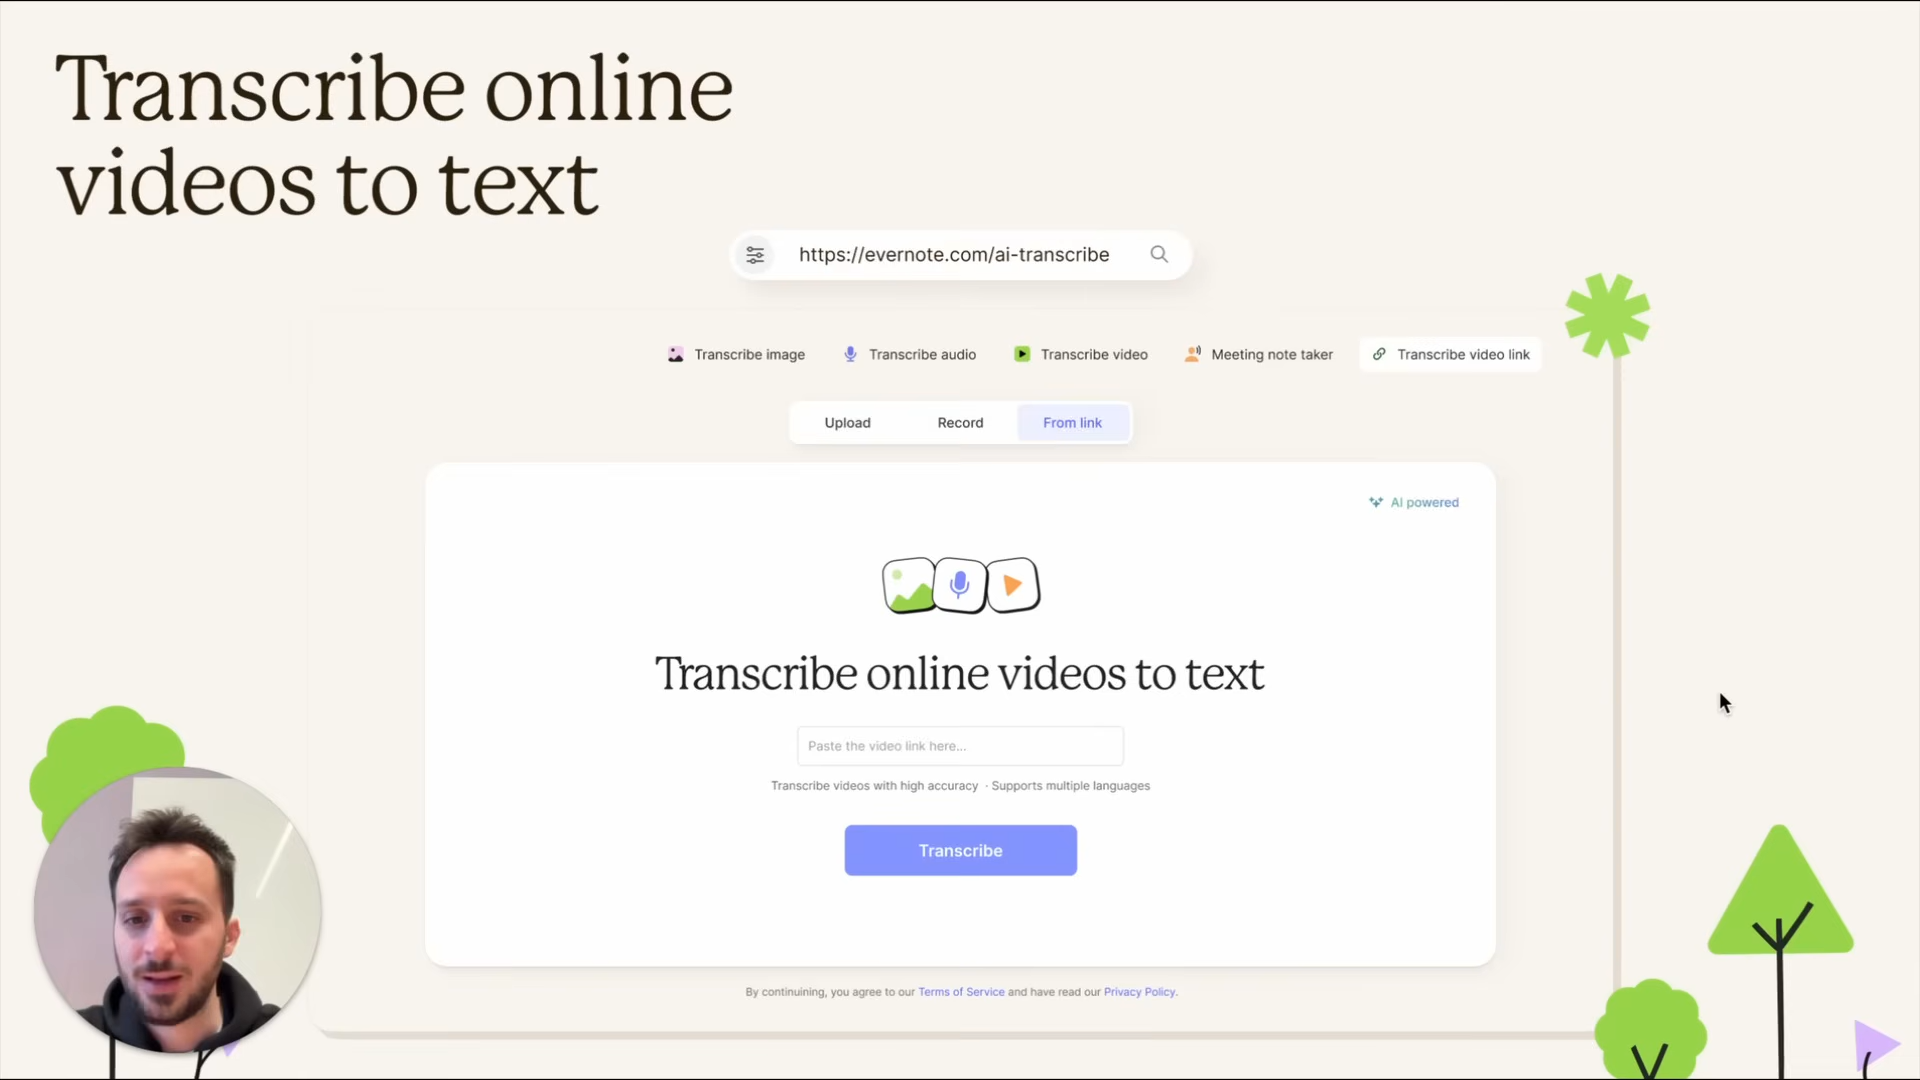 Transcribe online
videos to text
https://evernote.com/ai-transcribe
Transcribe image
Transcribe audio
Transcribe video
Meeting note taker
Transcribe video link
Upload
Record
From link
AI powered
Transcribe online videos to text
Paste the video link here...
Transcribe videos with high accuracy · Supports multiple languages
Transcribe
By continuining, you agree to our Terms of Service and have read our Privacy Policy.